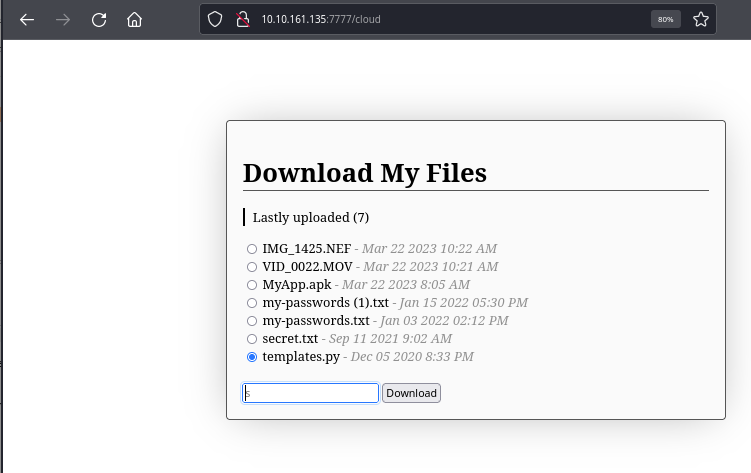 10.10.161.135:7777/cloud
80%
Download My Files
Lastly uploaded (7)
IMG_1425.NEF - Mar 22 2023 10:22 AM
VID_0022.MOV - Mar 22 2023 10:21 AM
MyApp.apk - Mar 22 2023 8:05 AM
my-passwords (1).txt - Jan 15 2022 05:30 PM
my-passwords.txt - Jan 03 2022 02:12 PM
secret.txt - Sep 11 2021 9:02 AM
templates.py - Dec 05 2020 8:33 PM
s Download